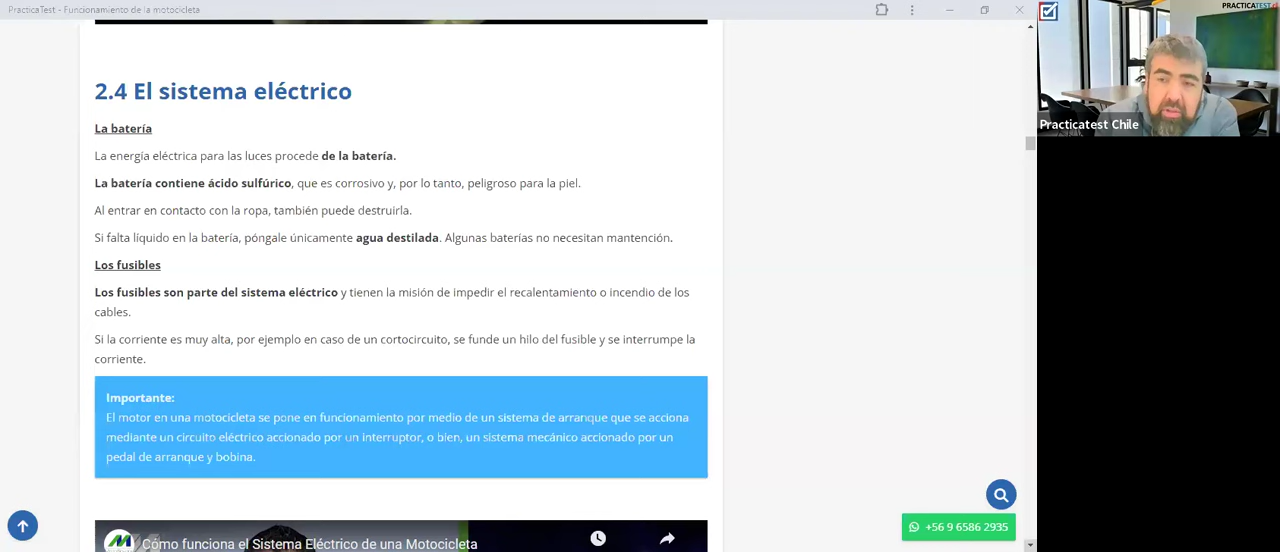 PracticaTest - Funcionamiento de la motocicleta
PRACTICATEST.cl
Practicatest Chile
2.4 El sistema eléctrico
La batería
La energía eléctrica para las luces procede de la batería.
La batería contiene ácido sulfúrico, que es corrosivo y, por lo tanto, peligroso para la piel.
Al entrar en contacto con la ropa, también puede destruirla.
Si falta líquido en la batería, póngale únicamente agua destilada. Algunas baterías no necesitan mantención.
Los fusibles
Los fusibles son parte del sistema eléctrico y tienen la misión de impedir el recalentamiento o incendio de los
cables.
Si la corriente es muy alta, por ejemplo en caso de un cortocircuito, se funde un hilo del fusible y se interrumpe la
corriente.
Importante:
El motor en una motocicleta se pone en funcionamiento por medio de un sistema de arranque que se acciona
mediante un circuito eléctrico accionado por un interruptor, o bien, un sistema mecánico accionado por un
pedal de arranque y bobina.
+56 9 6586 2935
Cómo funciona el Sistema Eléctrico de una Motocicleta